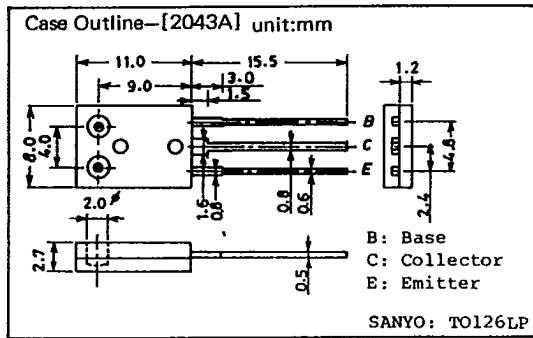 Case Outline—[2043A] unit:mm
11.0
15.5
9.0
3.0
1.5
1.2
8.0
4.0
B
C
E
4.8
2.4
2.0
1.6
0.8
0.8
0.6
2.7
0.5
B: Base
C: Collector
E: Emitter
SANYO: TO126LP